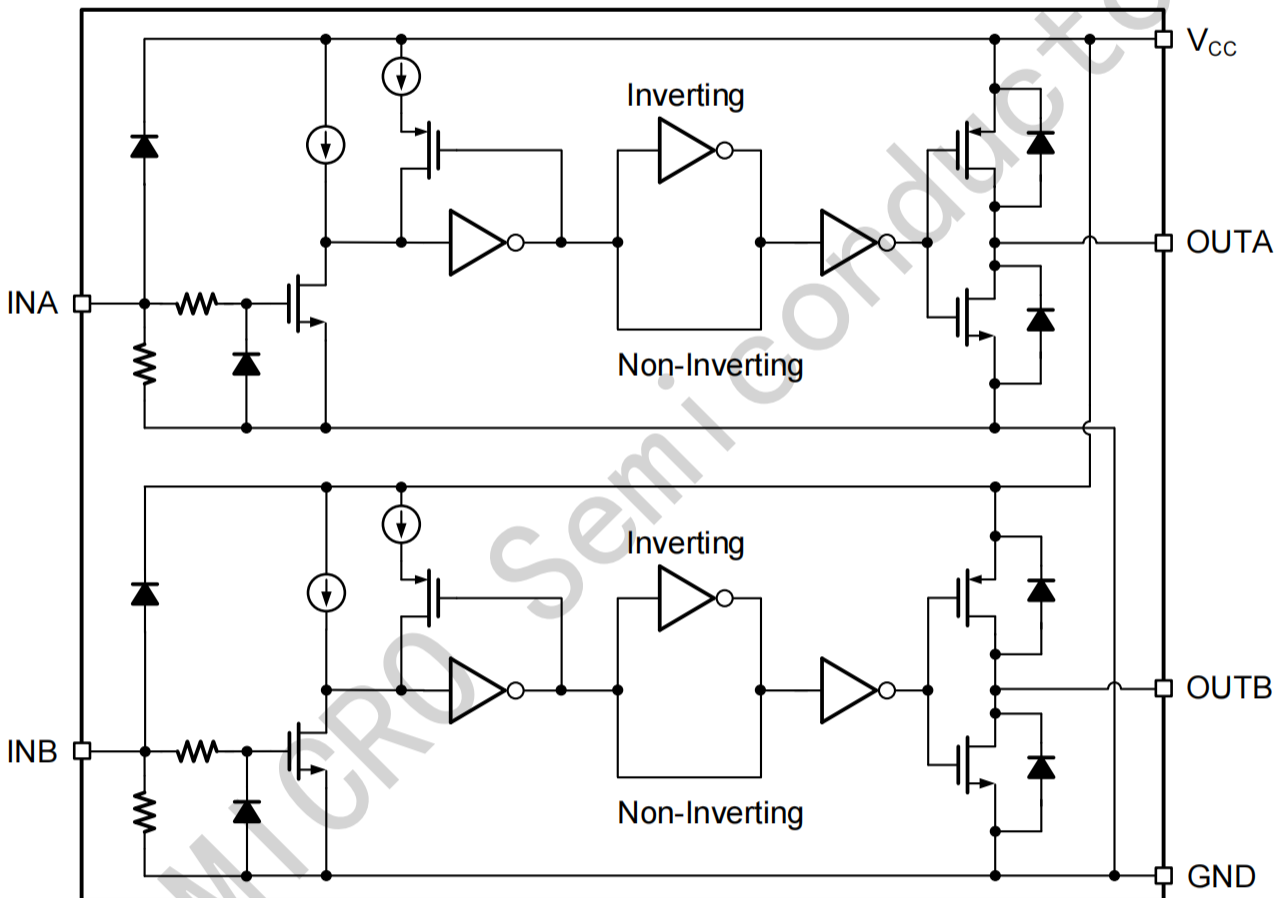 VCC
Inverting
OUTA
INA
Non-Inverting
Inverting
OUTB
INB
Non-Inverting
GND
MiCRO Semiconducto